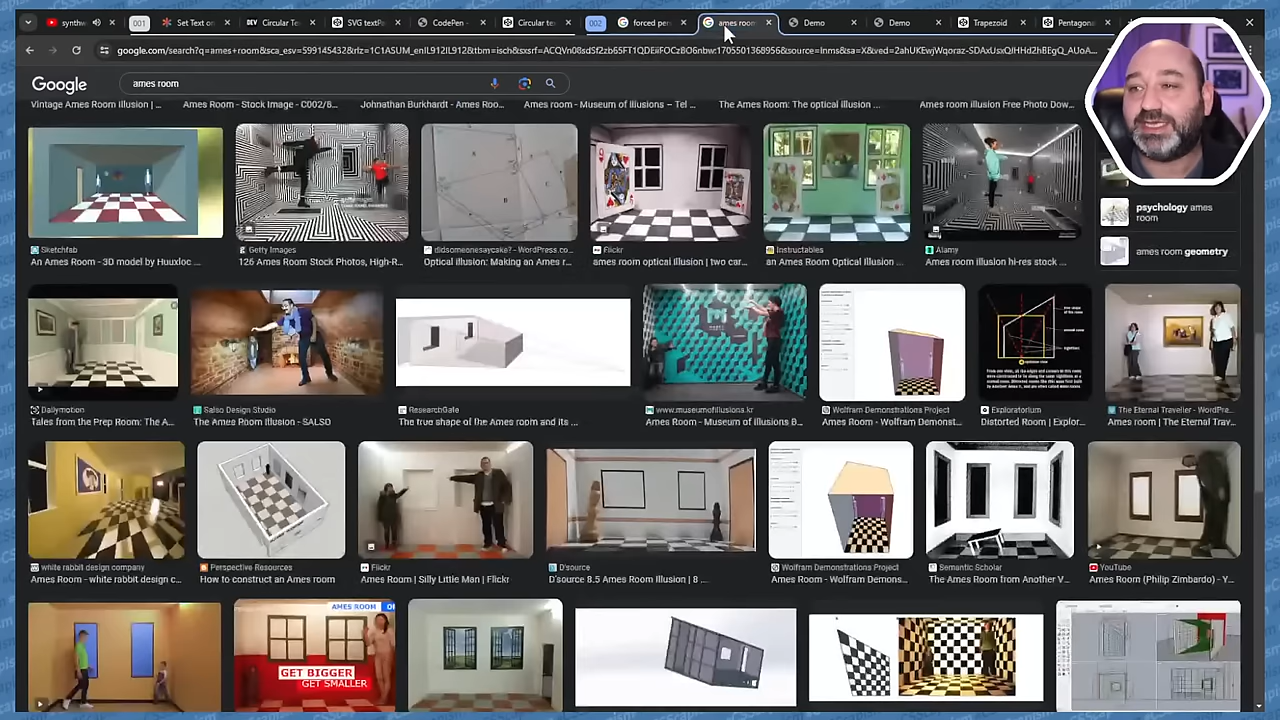 synthw
001
Set Text on
DEV Circular Te
SVG textP
CodePen -
Circular te
002
forced per
ames room
Demo
Demo
Trapezoid
Pentagon
Google
ames room
Vintage Ames Room illusion | ...
Ames Room - Stock Image - C002/8...
Johnathan Burkhardt - Ames Roo...
Ames room - Museum of Illusions – Tel ...
The Ames Room: The optical illusion ...
Ames room illusion Free Photo Dow...
psychology ames room
ames room geometry
Sketchfab
An Ames Room - 3D model by Huuxloc ...
Getty Images
126 Ames Room Stock Photos, High-R...
didsomeonesaycake? - WordPress.co...
Optical illusion: Making an Ames r...
Flickr
ames room optical illusion | two car...
Instructables
an Ames Room Optical Illusion ...
Alamy
Ames room illusion hi-res stock ...
Dailymotion
Tales from the Prep Room: The A...
Salso Design Studio
The Ames Room Illusion - SALSO
ResearchGate
The true shape of the Ames room and its ...
www.museumofillusions.kr
Ames Room - Museum of Illusions B...
Wolfram Demonstrations Project
Ames Room - Wolfram Demonst...
Exploratorium
Distorted Room | Explor...
The Eternal Traveller - WordPre...
Ames room | The Eternal Trav...
white rabbit design company
Ames Room - white rabbit design c...
Perspective Resources
How to construct an Ames room
Flickr
Ames Room | Silly Little Man | Flickr
D'source
D'source 8.5 Ames Room Illusion | 8 ...
Wolfram Demonstrations Project
Ames Room - Wolfram Demons...
Semantic Scholar
The Ames Room from Another V...
YouTube
Ames Room (Philip Zimbardo) - Y...
AMES ROOM
GET BIGGER
GET SMALLER